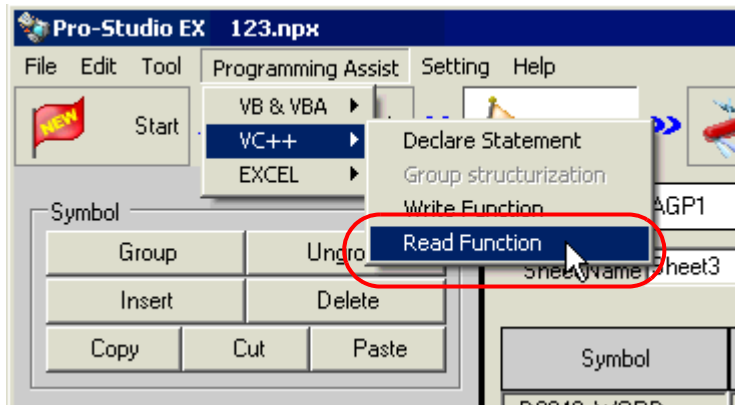 Pro-Studio EX 123.npx
File Edit Tool Programming Assist Setting Help
NEW
Start
VB & VBA
VC++
EXCEL
Declare Statement
Group structurization
Write Function
Read Function
AGP1
SheetName Sheet3
Symbol
Group
Insert Delete
Copy Cut Paste
Symbol